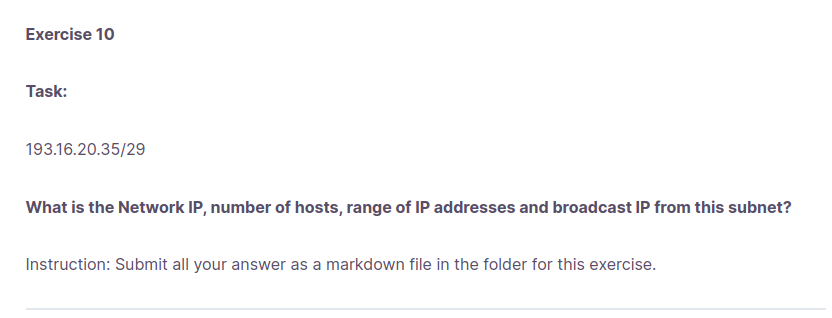 Exercise 10
Task:
193.16.20.35/29
What is the Network IP, number of hosts, range of IP addresses and broadcast IP from this subnet?
Instruction: Submit all your answer as a markdown file in the folder for this exercise.